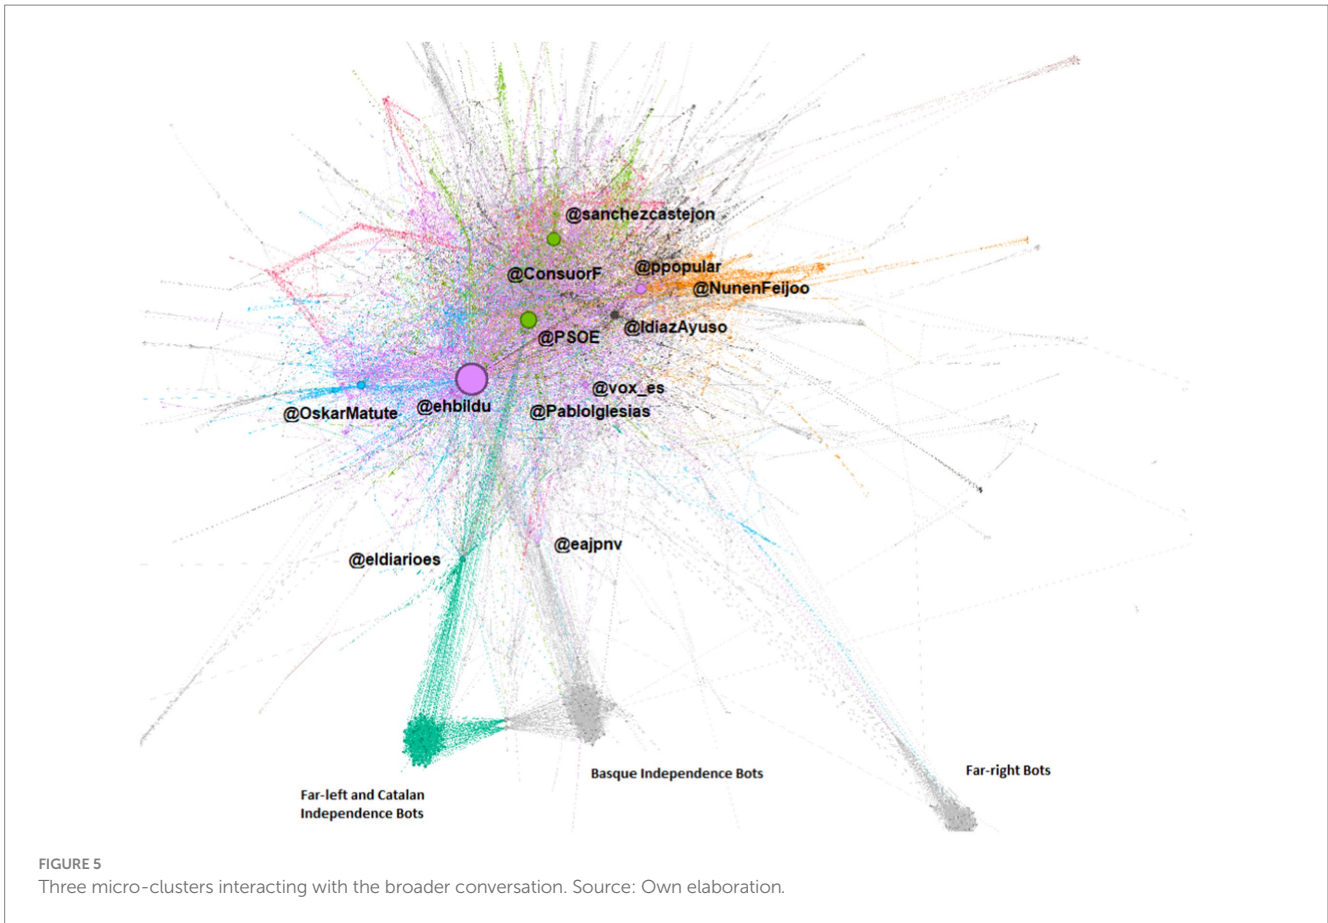 @sanchezcastejon
@ConsuorF
@ppopular
@NunenFeijoo
@IdiazAyuso
@PSOE
@vox_es
@OskarMatute
@ehbildu
@PabloIglesias
@eldiarioes
@eajpnv
Basque Independence Bots
Far-right Bots
Far-left and Catalan
Independence Bots
FIGURE 5
Three micro-clusters interacting with the broader conversation. Source: Own elaboration.